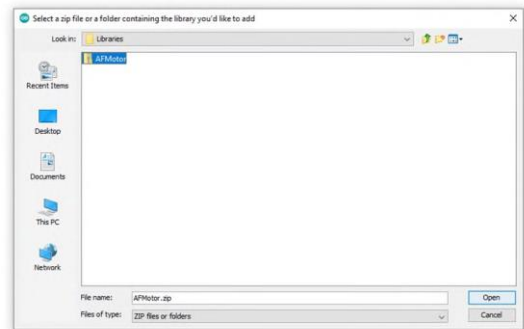 Select a zip file or a folder containing the library you'd like to add
Look in: Libraries
AFMotor
Recent Items
Desktop
Documents
This PC
Network
File name: AFMotor.zip Open
Files of type: ZIP files or folders Cancel